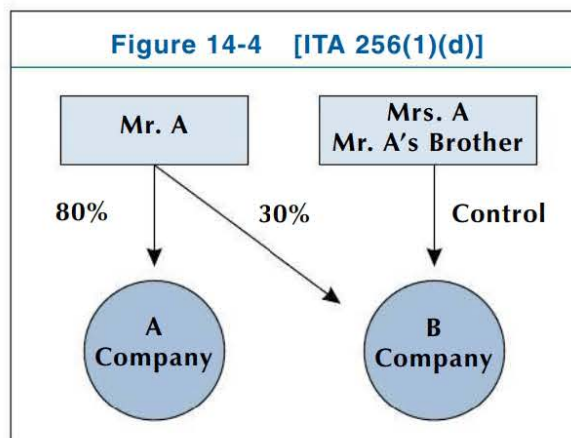 Figure 14-4 [ITA 256(1)(d)]
Mr. A
Mrs. A
Mr. A's Brother
80%
30%
Control
A
Company
B
Company